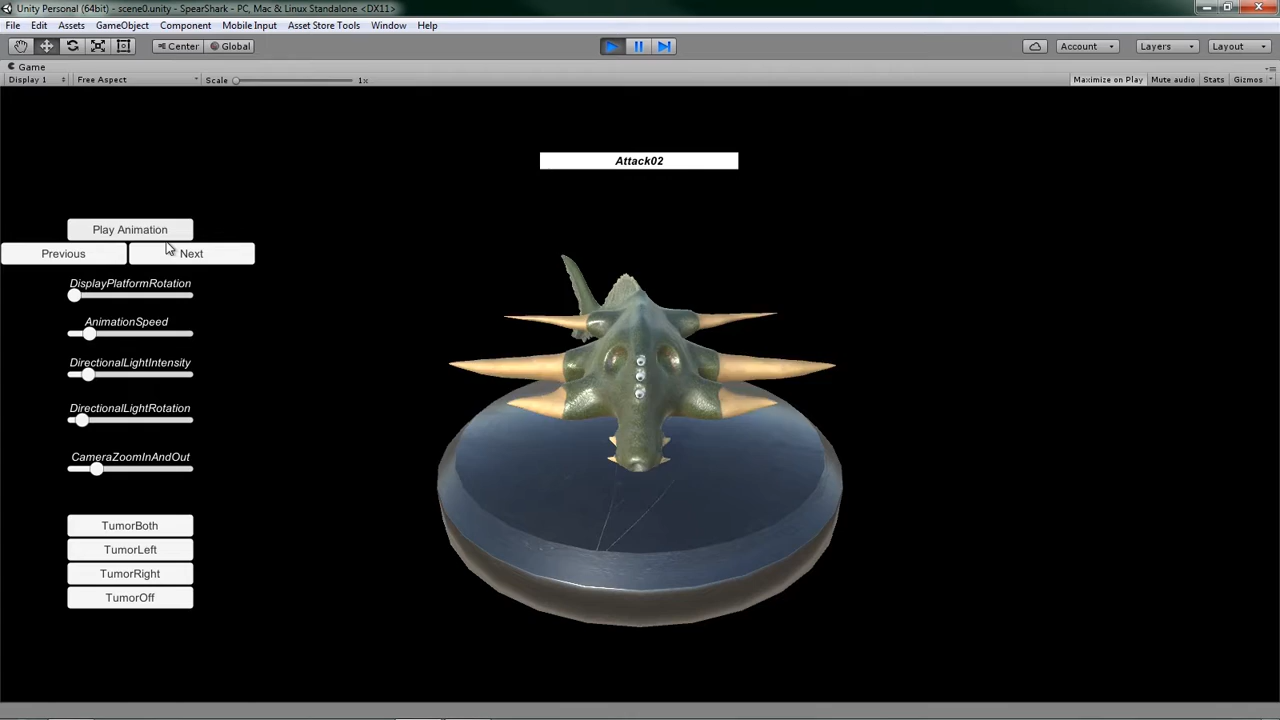 Unity Personal (64bit) - scene0.unity - SpearShark - PC, Mac & Linux Standalone <DX11>
File Edit Assets GameObject Component Mobile Input Asset Store Tools Window Help
Center Global Account Layers Layout
Game
Display 1 Free Aspect Scale 1x Maximize on Play Mute audio Stats Gizmos
Attack02
Play Animation
Previous Next
DisplayPlatformRotation
AnimationSpeed
DirectionalLightIntensity
DirectionalLightRotation
CameraZoomInAndOut
TumorBoth
TumorLeft
TumorRight
TumorOff